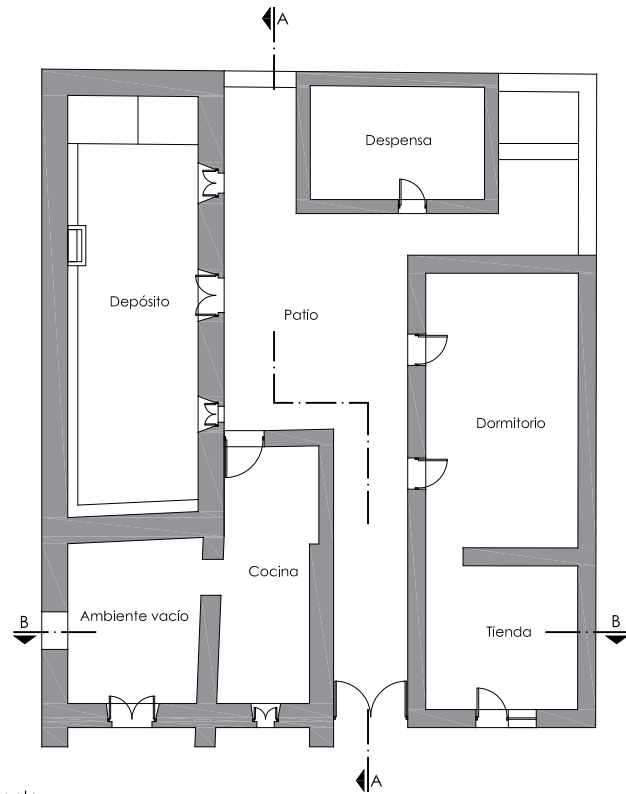 A
Despensa
Depósito
Patio
Dormitorio
Cocina
Ambiente vacío
B
Tienda
B
A